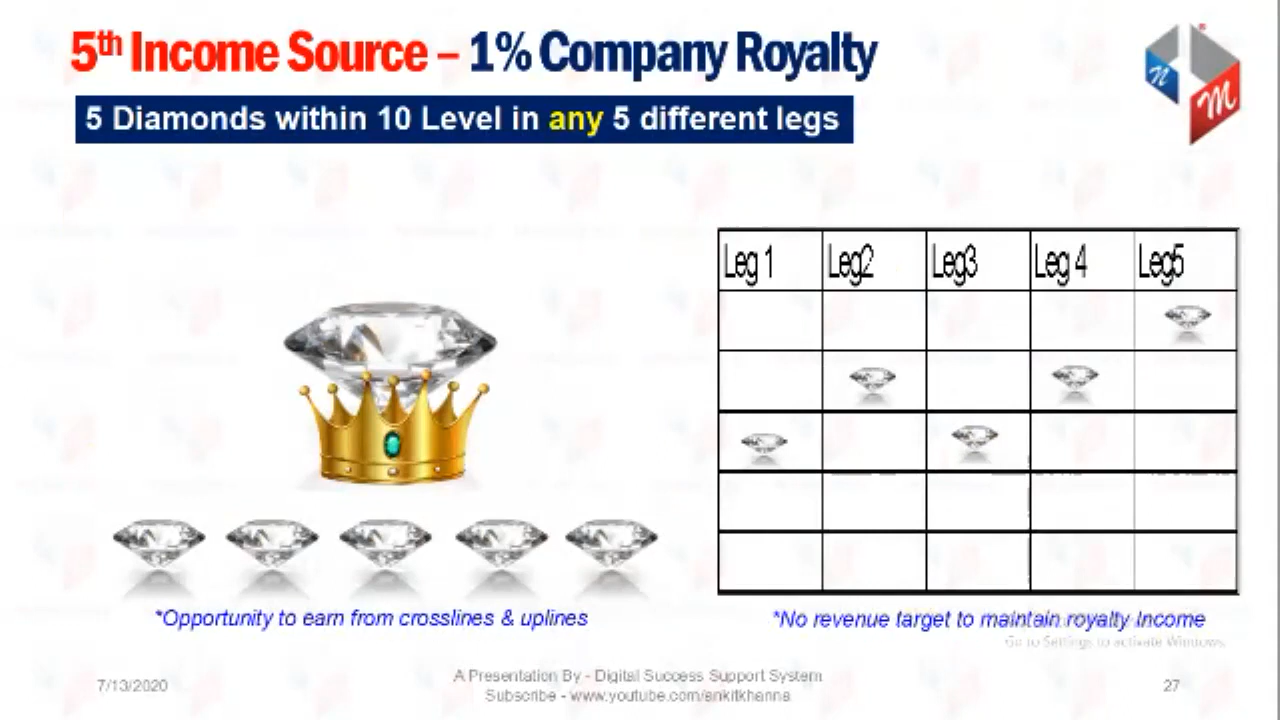 5th Income Source – 1% Company Royalty
5 Diamonds within 10 Level in any 5 different legs
n
m
Leg 1 Leg2 Leg3 Leg 4 Leg5
*Opportunity to earn from crosslines & uplines
*No revenue target to maintain royalty Income
Go to Settings to activate Windows.
7/13/2020
A Presentation By - Digital Success Support System
Subscribe - www.youtube.com/ankitkhanna
27